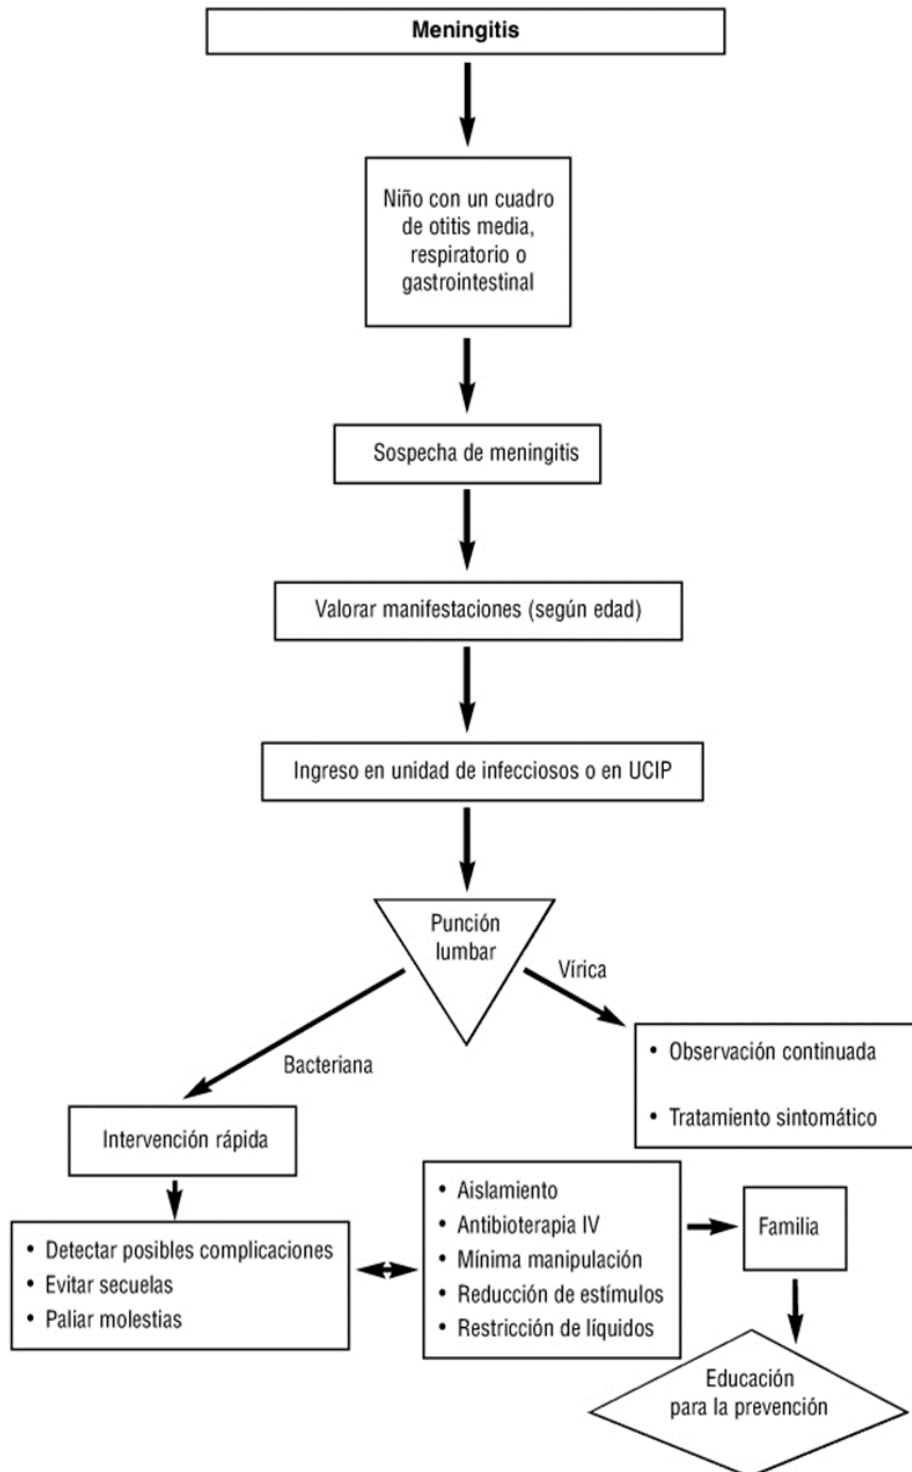 Meningitis
Niño con un cuadro
de otitis media,
respiratorio o
gastrointestinal
Sospecha de meningitis
Valorar manifestaciones (según edad)
Ingreso en unidad de infecciosos o en UCIP
Punción
lumbar
Vírica
Bacteriana
• Observación continuada
• Tratamiento sintomático
Intervención rápida
• Detectar posibles complicaciones
• Evitar secuelas
• Paliar molestias
• Aislamiento
• Antibioterapia IV
• Mínima manipulación
• Reducción de estímulos
• Restricción de líquidos
Familia
Educación
para la prevención